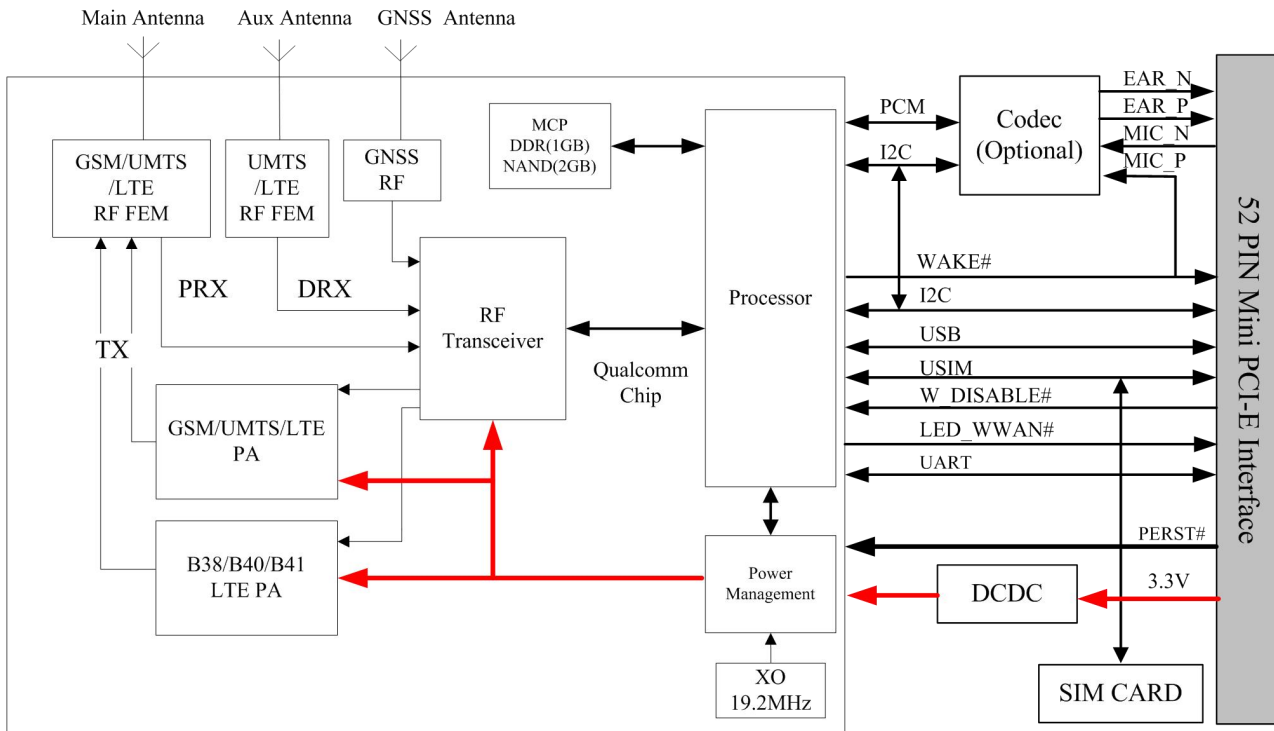 Main Antenna
Aux Antenna
GNSS Antenna
GSM/UMTS
/LTE
RF FEM
UMTS
/LTE
RF FEM
GNSS
RF
MCP
DDR(1GB)
NAND(2GB)
Processor
PCM
I2C
Codec
(Optional)
EAR_N
EAR_P
MIC_N
MIC_P
52 PIN Mini PCI-E Interface
PRX
DRX
TX
RF
Transceiver
Qualcomm
Chip
WAKE#
I2C
USB
USIM
W_DISABLE#
LED_WWAN#
UART
GSM/UMTS/LTE
PA
B38/B40/B41
LTE PA
Power
Management
PERST#
DCDC
3.3V
XO
19.2MHz
SIM CARD